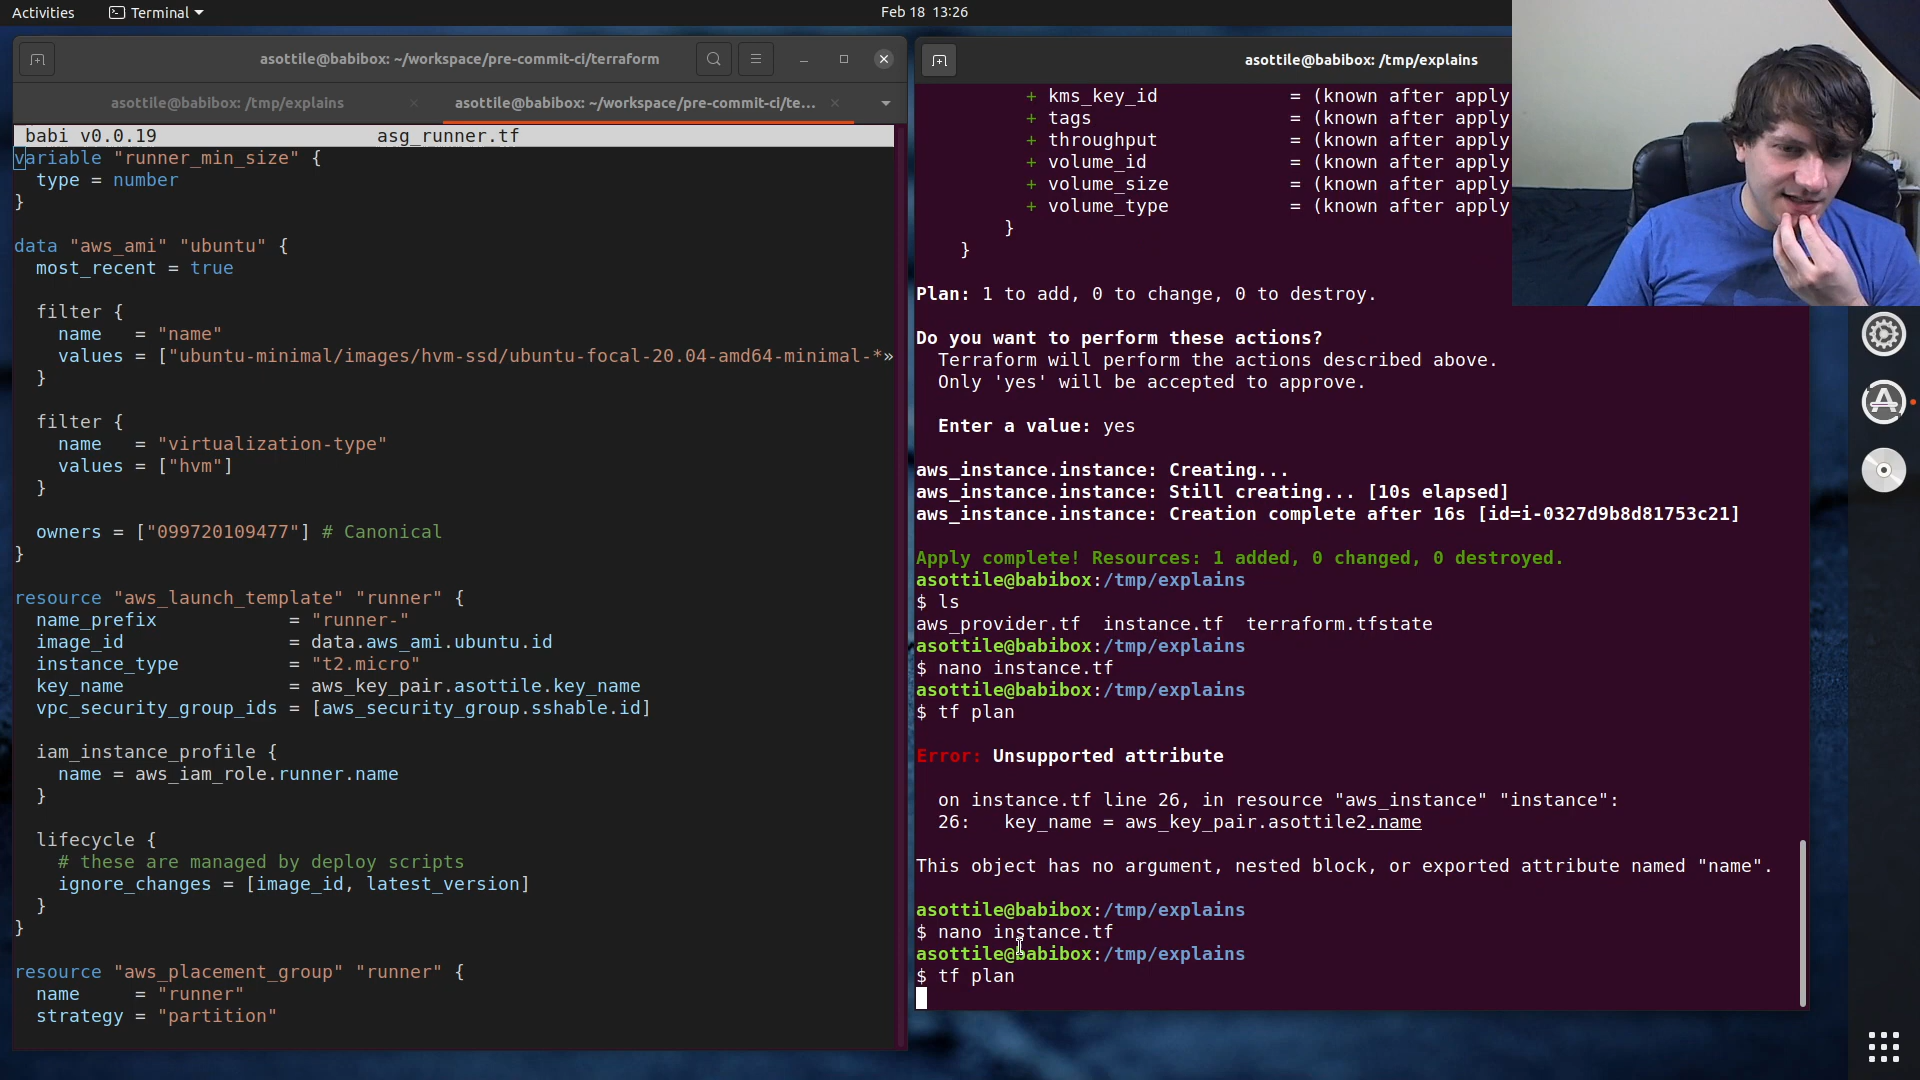 Activities
Terminal
Feb 18 13:26
asottile@babibox: ~/workspace/pre-commit-ci/terraform
asottile@babibox: /tmp/explains
asottile@babibox: ~/workspace/pre-commit-ci/te...
babi v0.0.19 asg_runner.tf
variable "runner_min_size" {
  type = number
}
data "aws_ami" "ubuntu" {
  most_recent = true
  filter {
    name   = "name"
    values = ["ubuntu-minimal/images/hvm-ssd/ubuntu-focal-20.04-amd64-minimal-*»
  }
  filter {
    name   = "virtualization-type"
    values = ["hvm"]
  }
  owners = ["099720109477"] # Canonical
}
resource "aws_launch_template" "runner" {
  name_prefix            = "runner-"
  image_id               = data.aws_ami.ubuntu.id
  instance_type          = "t2.micro"
  key_name               = aws_key_pair.asottile.key_name
  vpc_security_group_ids = [aws_security_group.sshable.id]
  iam_instance_profile {
    name = aws_iam_role.runner.name
  }
  lifecycle {
    # these are managed by deploy scripts
    ignore_changes = [image_id, latest_version]
  }
}
resource "aws_placement_group" "runner" {
  name     = "runner"
  strategy = "partition"
asottile@babibox: /tmp/explains
+ kms_key_id            = (known after apply
+ tags                  = (known after apply
+ throughput            = (known after apply
+ volume_id             = (known after apply
+ volume_size           = (known after apply
+ volume_type           = (known after apply
}
}
Plan: 1 to add, 0 to change, 0 to destroy.
Do you want to perform these actions?
  Terraform will perform the actions described above.
  Only 'yes' will be accepted to approve.
  Enter a value: yes
aws_instance.instance: Creating...
aws_instance.instance: Still creating... [10s elapsed]
aws_instance.instance: Creation complete after 16s [id=i-0327d9b8d81753c21]
Apply complete! Resources: 1 added, 0 changed, 0 destroyed.
asottile@babibox:/tmp/explains
$ ls
aws_provider.tf  instance.tf  terraform.tfstate
asottile@babibox:/tmp/explains
$ nano instance.tf
asottile@babibox:/tmp/explains
$ tf plan
Error: Unsupported attribute
  on instance.tf line 26, in resource "aws_instance" "instance":
  26:   key_name = aws_key_pair.asottile2.name
This object has no argument, nested block, or exported attribute named "name".
asottile@babibox:/tmp/explains
$ nano instance.tf
asottile@babibox:/tmp/explains
$ tf plan